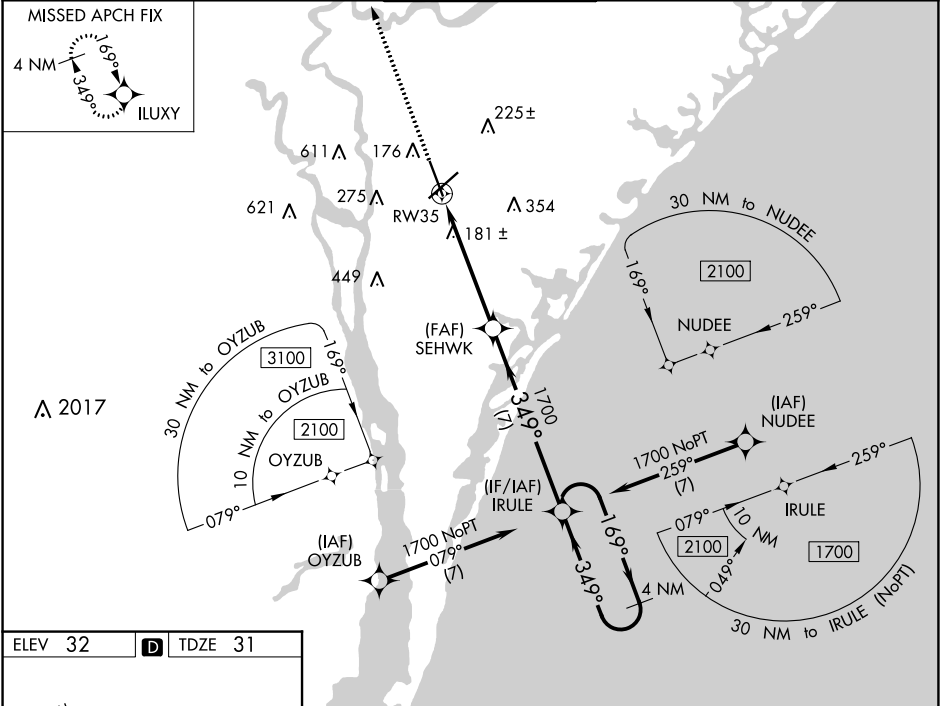 MISSED APCH FIX
4 NM
169°
349°
ILUXY
225±
611
176
275
621
RW35
354
181 ±
449
30 NM to NUDEE
2100
169°
259°
NUDEE
(FAF)
SEHWK
30 NM to OYZUB
3100
169°
10 NM to OYZUB
2100
OYZUB
079°
2017
1700
349°
(7)
(IAF)
NUDEE
1700 NoPT
259°
(7)
(IF/IAF)
IRULE
(IAF)
OYZUB
1700 NoPT
079°
(7)
169°
349°
4 NM
259°
079°
IRULE
10 NM
2100
1700
049°
30 NM to IRULE (NoPT)
ELEV 32
D
TDZE 31